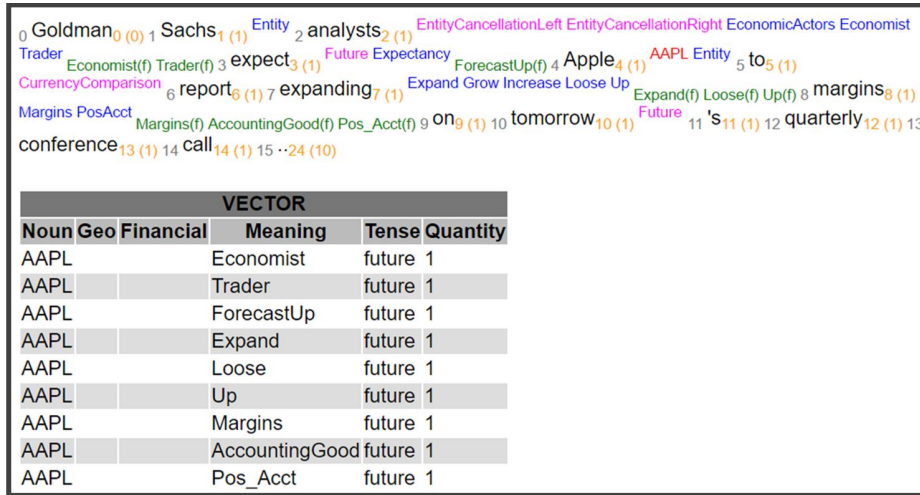 0 Goldman0 (0) 1 Sachs1 (1) Entity 2 analysts2 (1) EntityCancellationLeft EntityCancellationRight EconomicActors Economist
Trader Economist(f) Trader(f) 3 expect3 (1) Future Expectancy ForecastUp(f) 4 Apple4 (1) AAPL Entity 5 to5 (1)
CurrencyComparison 6 report6 (1) 7 expanding7 (1) Expand Grow Increase Loose Up Expand(f) Loose(f) Up(f) 8 margins8 (1)
Margins PosAcct Margins(f) AccountingGood(f) Pos_Acct(f) 9 on9 (1) 10 tomorrow10 (1) Future 11 's11 (1) 12 quarterly12 (1) 13
conference13 (1) 14 call14 (1) 15 ..24 (10)
VECTOR
Noun Geo Financial Meaning Tense Quantity
AAPL Economist future 1
AAPL Trader future 1
AAPL ForecastUp future 1
AAPL Expand future 1
AAPL Loose future 1
AAPL Up future 1
AAPL Margins future 1
AAPL AccountingGood future 1
AAPL Pos_Acct future 1